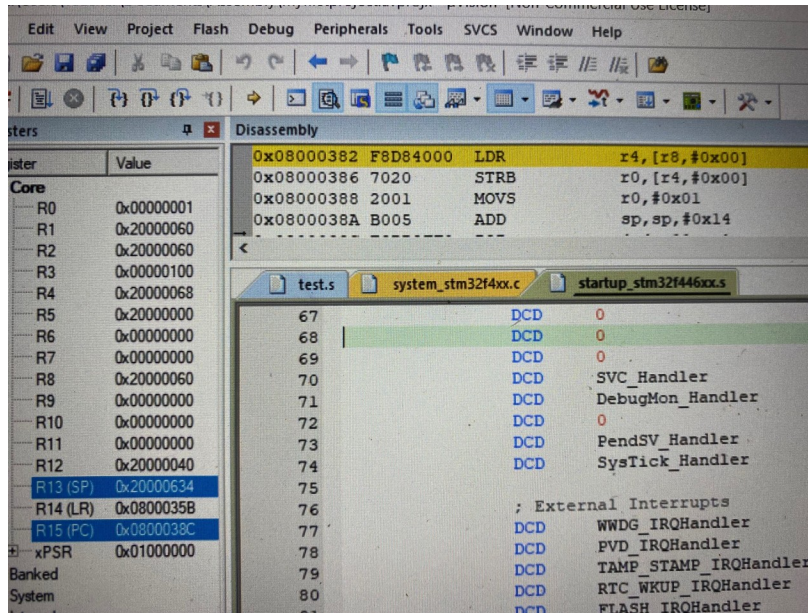 Edit View Project Flash Debug Peripherals Tools SVCS Window Help
Disassembly
Value
Core
R0 0x00000001
R1 0x20000060
R2 0x20000060
R3 0x00000100
R4 0x20000068
R5 0x20000000
R6 0x00000000
R7 0x00000000
R8 0x20000060
R9 0x00000000
R10 0x00000000
R11 0x00000000
R12 0x20000040
R13 (SP) 0x20000634
R14 (LR) 0x0800035B
R15 (PC) 0x0800038C
xPSR 0x01000000
Banked
System
0x08000382 F8D84000 LDR r4,[r8,#0x00]
0x08000386 7020 STRB r0,[r4,#0x00]
0x08000388 2001 MOVS r0,#0x01
0x0800038A B005 ADD sp,sp,#0x14
test.s system_stm32f4xx.c startup_stm32f446xx.s
67 DCD 0
68 DCD 0
69 DCD 0
70 DCD SVC_Handler
71 DCD DebugMon_Handler
72 DCD 0
73 DCD PendSV_Handler
74 DCD SysTick_Handler
75
76 ; External Interrupts
77 DCD WWDG_IRQHandler
78 DCD PVD_IRQHandler
79 DCD TAMP_STAMP_IRQHandler
80 DCD RTC_WKUP_IRQHandler
DCD FLASH_IRQHandler